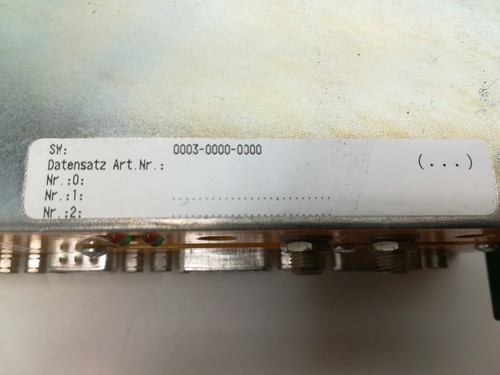 SW: 0003-0000-0000
Datensatz Art.Nr.: (...)
Nr.:0:
Nr.:1: ........................
Nr.:2: ........................